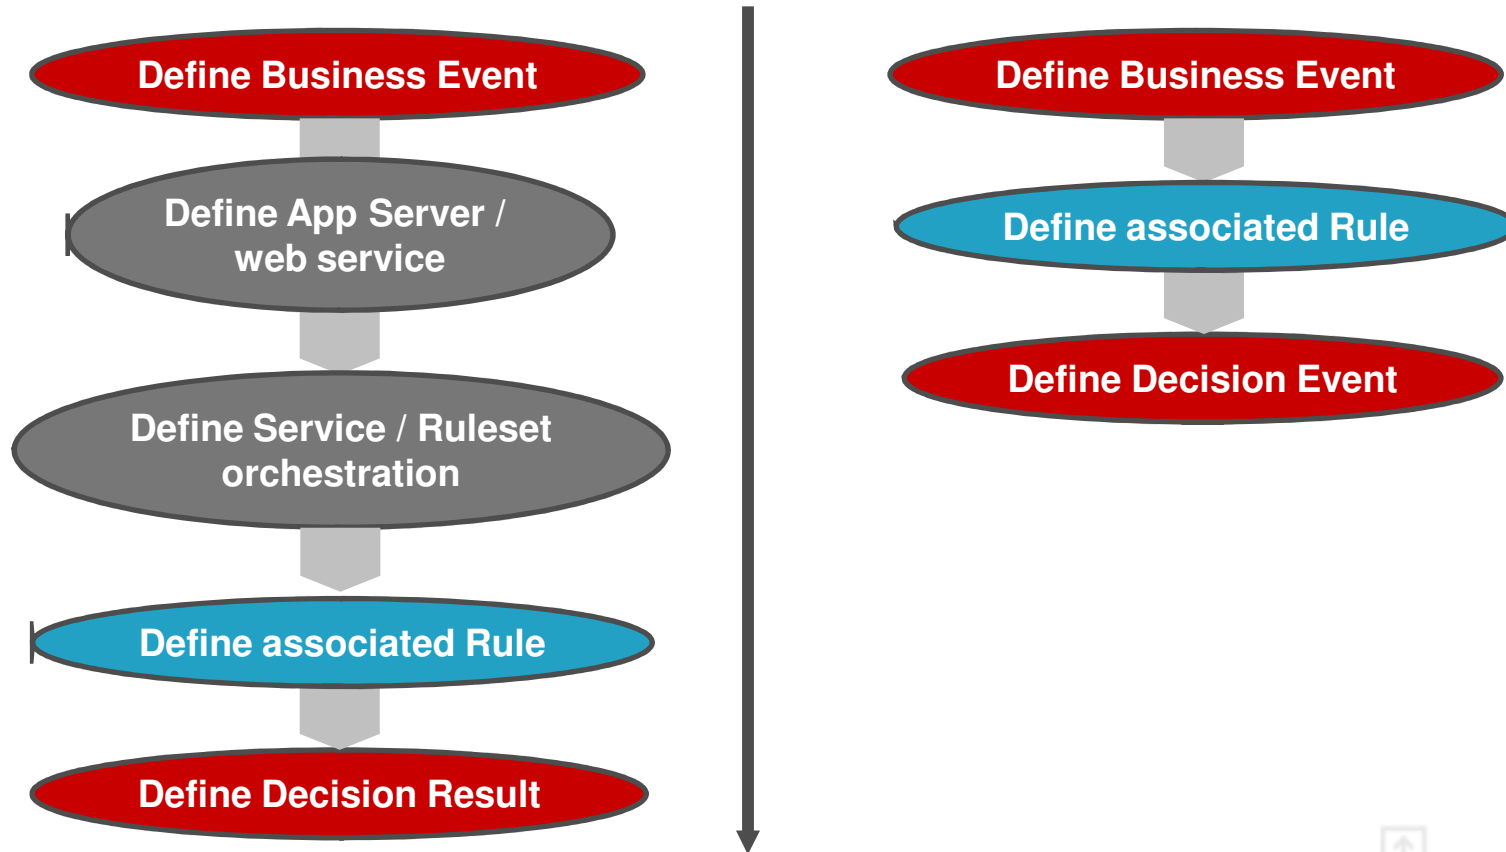 Define Business Event
Define App Server /
web service
Define Service / Ruleset
orchestration
Define associated Rule
Define Decision Result
Define Business Event
Define associated Rule
Define Decision Event